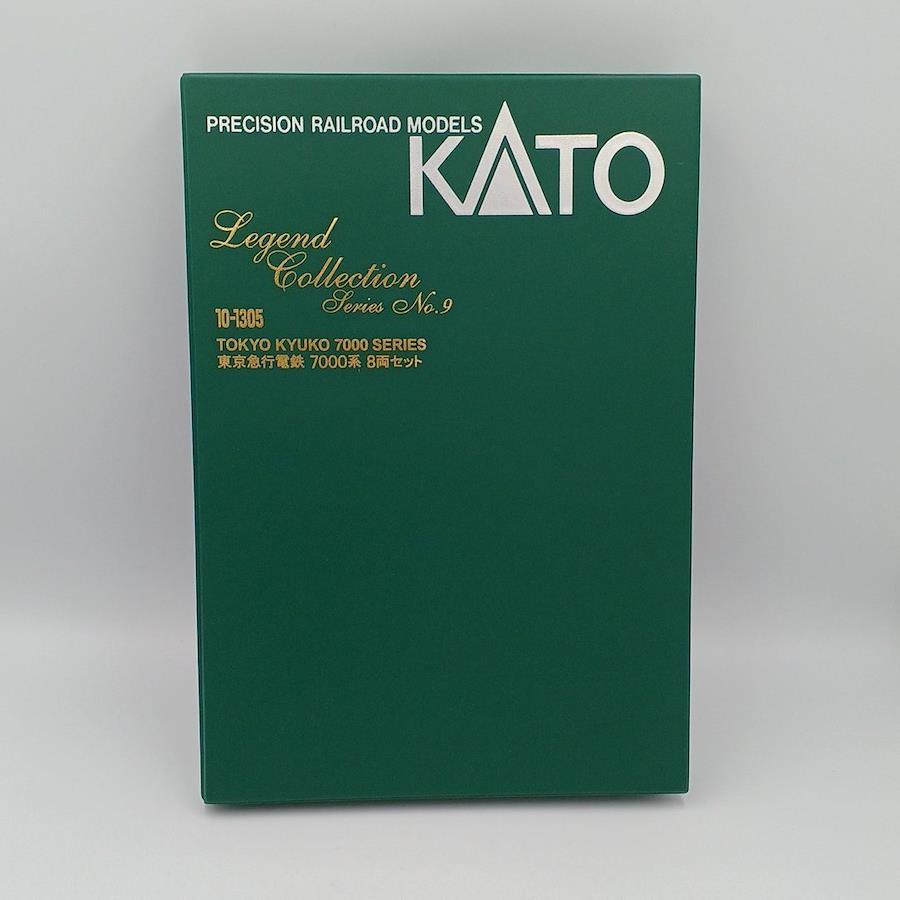 PRECISION RAILROAD MODELS
KATO
Legend
Collection
Series No.9
10-1305
TOKYO KYUKO 7000 SERIES
東京急行電鉄 7000系 8両セット